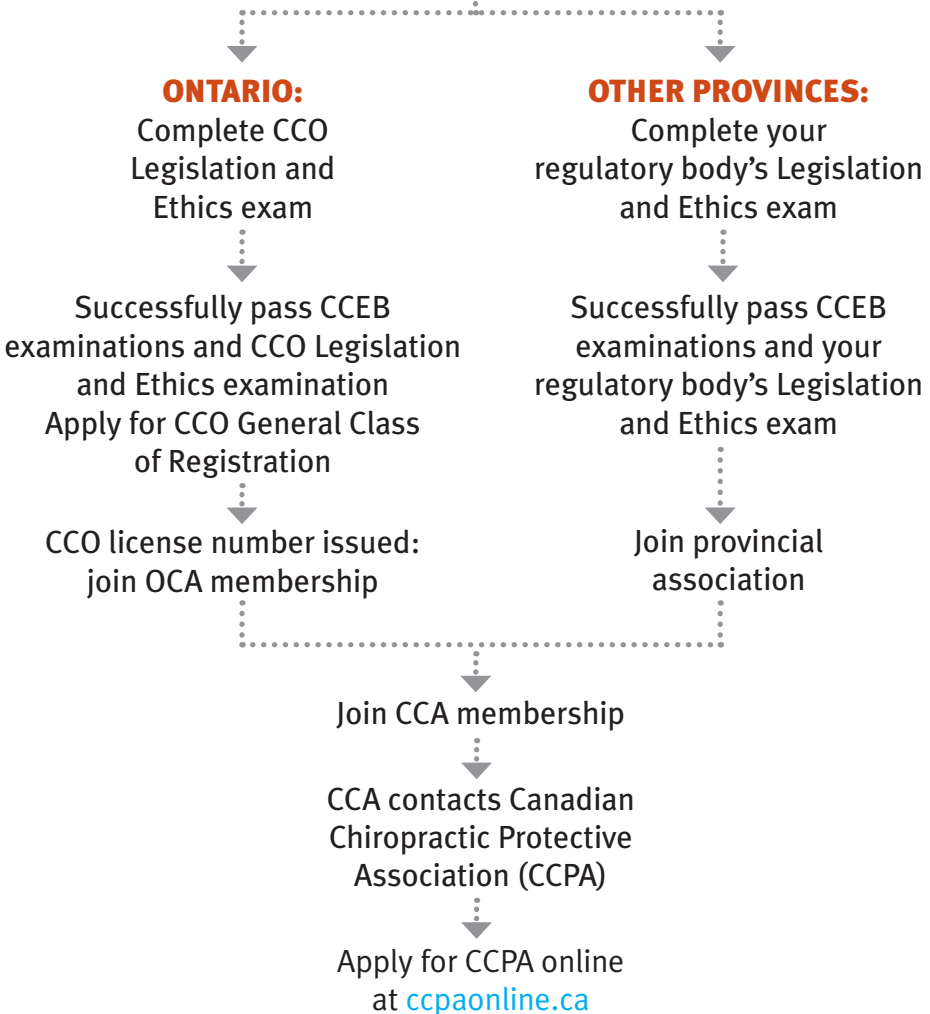 ONTARIO:
Complete CCO
Legislation and
Ethics exam
Successfully pass CCEB
examinations and CCO Legislation
and Ethics examination
Apply for CCO General Class
of Registration
CCO license number issued:
join OCA membership
OTHER PROVINCES:
Complete your
regulatory body’s Legislation
and Ethics exam
Successfully pass CCEB
examinations and your
regulatory body’s Legislation
and Ethics exam
Join provincial
association
Join CCA membership
CCA contacts Canadian
Chiropractic Protective
Association (CCPA)
Apply for CCPA online
at ccpaonline.ca